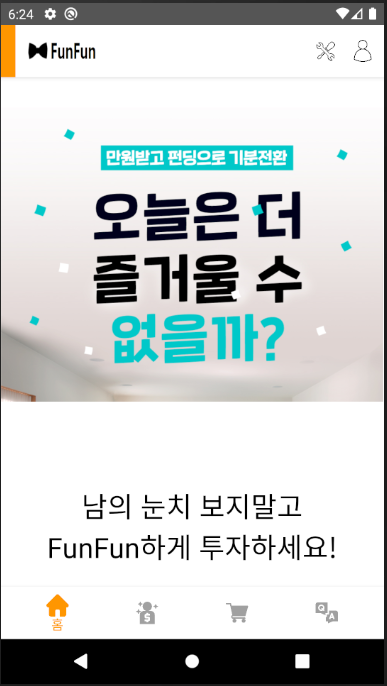 6:24
FunFun
만원받고 펀딩으로 기분전환
오늘은 더
즐거울 수
없을까?
남의 눈치 보지말고
FunFun하게 투자하세요!
$
Q A
홈